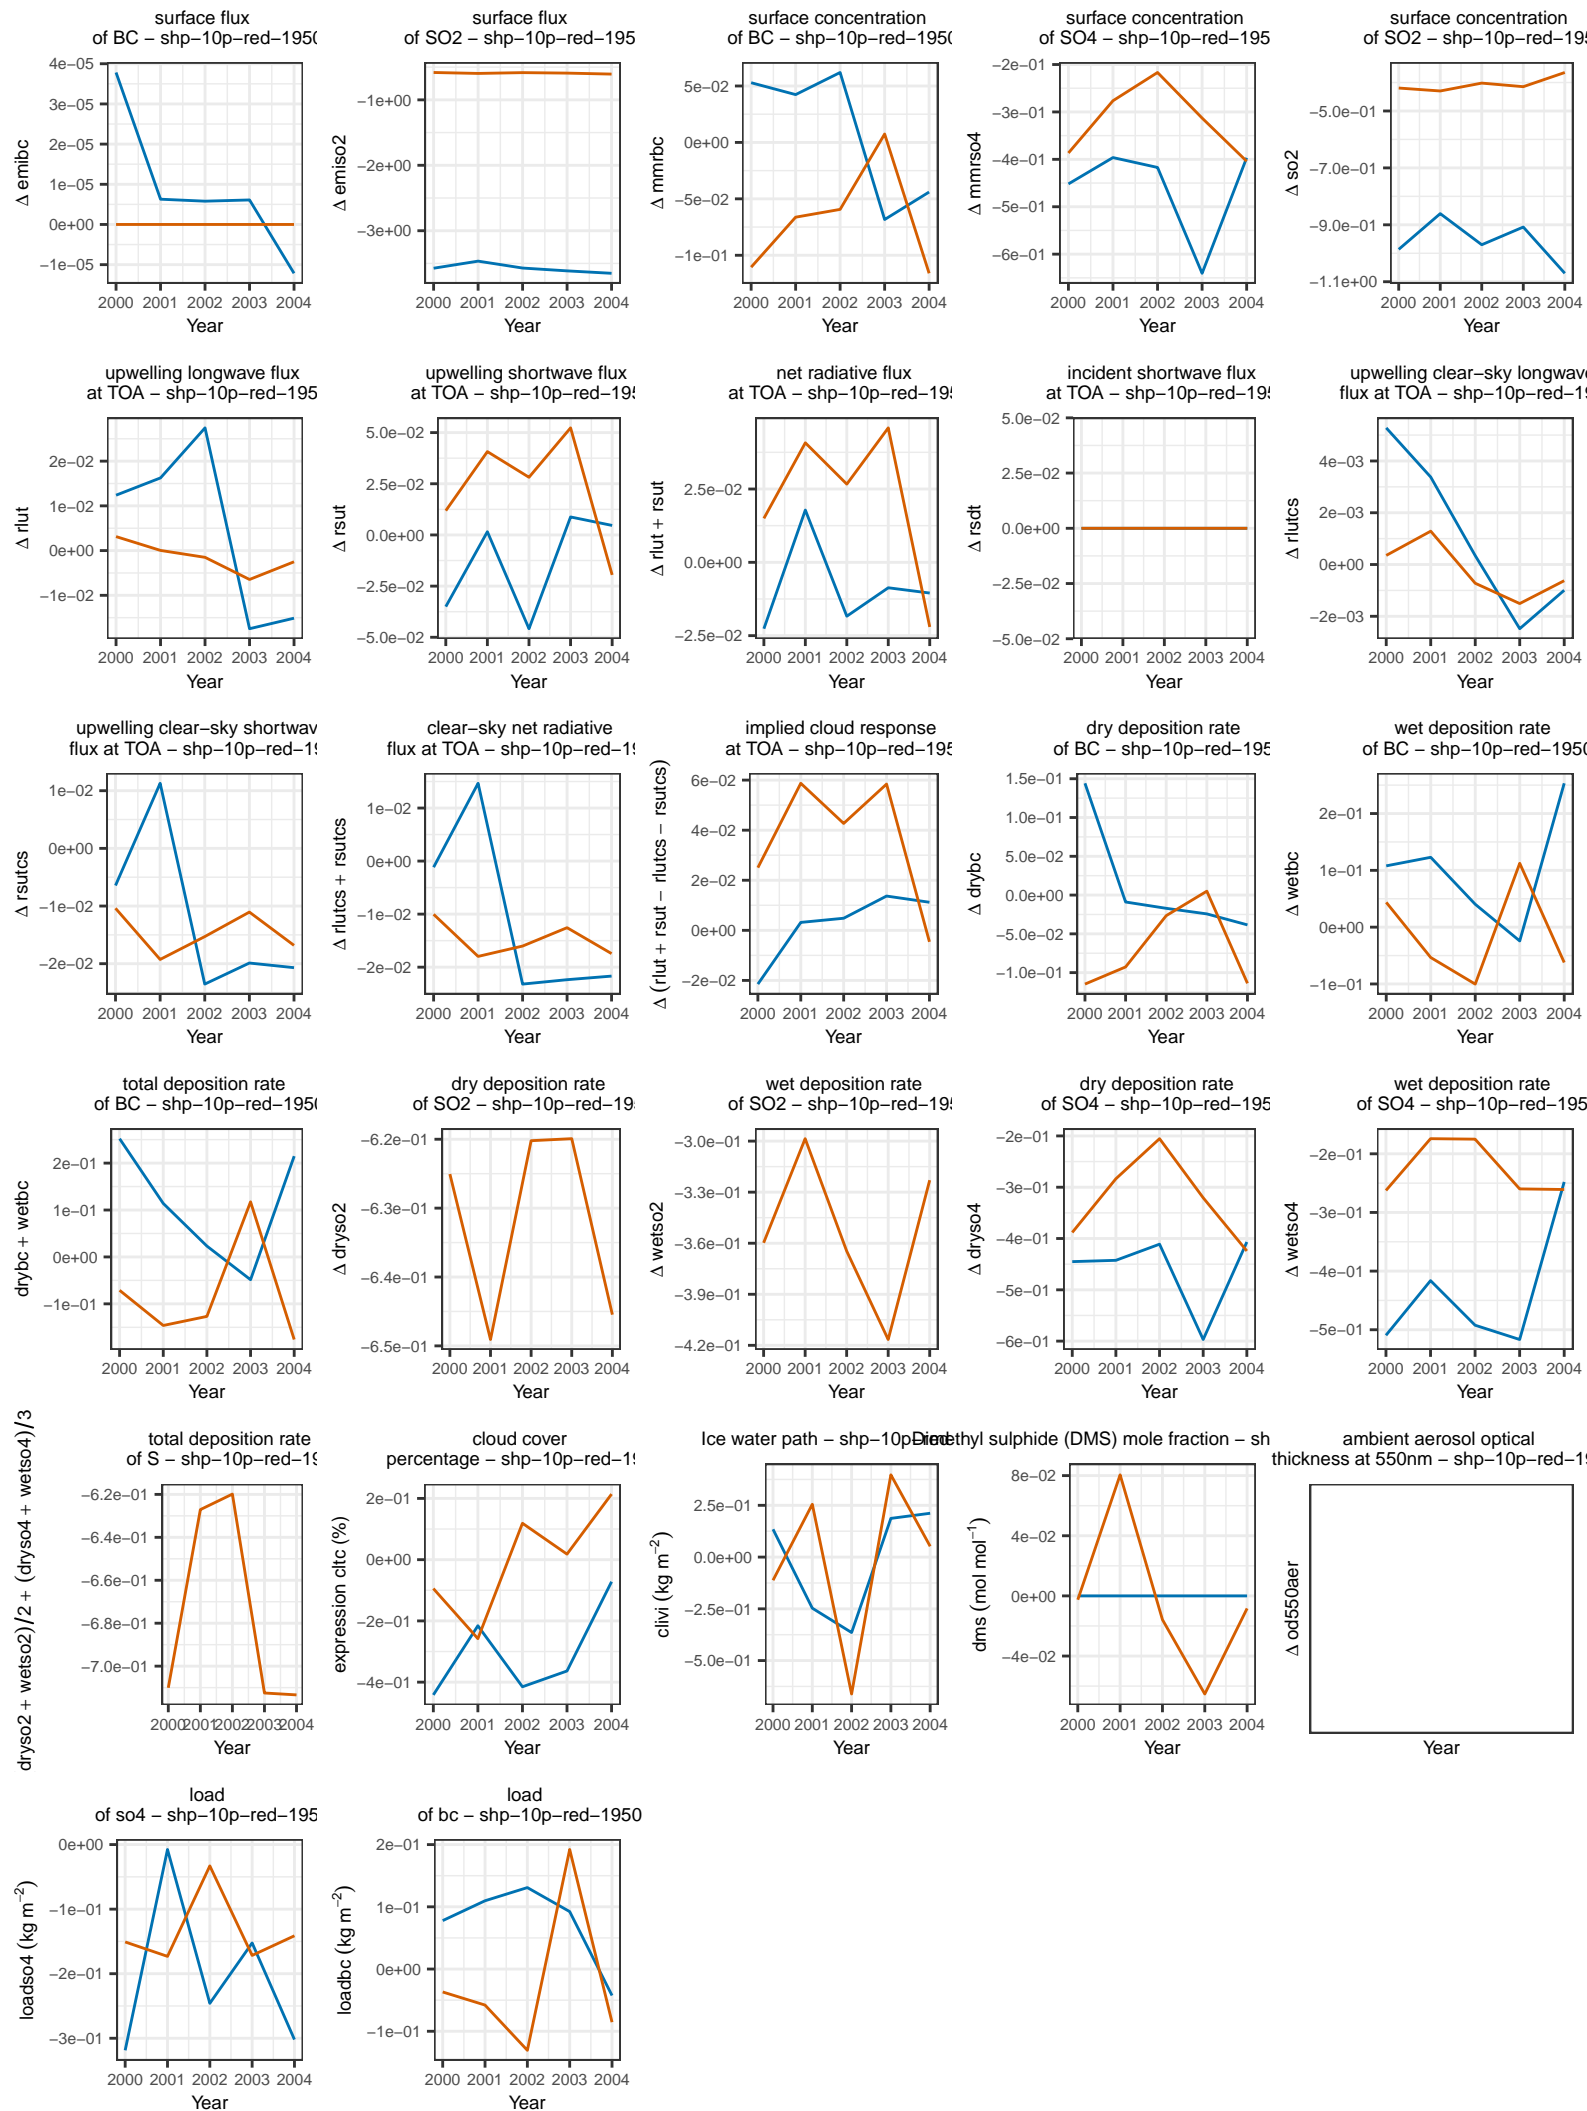 surface flux
of BC − shp−10p−red−1950
4e−05
3e−05
2e−05
1e−05
0e+00
−1e−05
Δ emibc
2000 2001 2002 2003 2004
Year
surface flux
of SO2 − shp−10p−red−195
−1e+00
−2e+00
−3e+00
Δ emiso2
2000 2001 2002 2003 2004
Year
surface concentration
of BC − shp−10p−red−1950
5e−02
0e+00
−5e−02
−1e−01
Δ mmrbc
2000 2001 2002 2003 2004
Year
surface concentration
of SO4 − shp−10p−red−195
−2e−01
−3e−01
−4e−01
−5e−01
−6e−01
Δ mmrso4
2000 2001 2002 2003 2004
Year
surface concentration
of SO2 − shp−10p−red−195
−5.0e−01
−7.0e−01
−9.0e−01
−1.1e+00
Δ so2
2000 2001 2002 2003 2004
Year
upwelling longwave flux
at TOA − shp−10p−red−195
2e−02
1e−02
0e+00
−1e−02
Δ rlut
2000 2001 2002 2003 2004
Year
upwelling shortwave flux
at TOA − shp−10p−red−195
5.0e−02
2.5e−02
0.0e+00
−2.5e−02
−5.0e−02
Δ rsut
2000 2001 2002 2003 2004
Year
net radiative flux
at TOA − shp−10p−red−195
2.5e−02
0.0e+00
−2.5e−02
Δ rlut + rsut
2000 2001 2002 2003 2004
Year
incident shortwave flux
at TOA − shp−10p−red−195
5.0e−02
2.5e−02
0.0e+00
−2.5e−02
−5.0e−02
Δ rsdt
2000 2001 2002 2003 2004
Year
upwelling clear−sky longwave
flux at TOA − shp−10p−red−19
4e−03
2e−03
0e+00
−2e−03
Δ rlutcs
2000 2001 2002 2003 2004
Year
upwelling clear−sky shortwav
flux at TOA − shp−10p−red−19
1e−02
0e+00
−1e−02
−2e−02
Δ rsutcs
2000 2001 2002 2003 2004
Year
clear−sky net radiative
flux at TOA − shp−10p−red−19
1e−02
0e+00
−1e−02
−2e−02
Δ rlutcs + rsutcs
2000 2001 2002 2003 2004
Year
implied cloud response
at TOA − shp−10p−red−195
6e−02
4e−02
2e−02
0e+00
−2e−02
Δ (rlut + rsut − rlutcs − rsutcs)
2000 2001 2002 2003 2004
Year
dry deposition rate
of BC − shp−10p−red−195
1.5e−01
1.0e−01
5.0e−02
0.0e+00
−5.0e−02
−1.0e−01
Δ drybc
2000 2001 2002 2003 2004
Year
wet deposition rate
of BC − shp−10p−red−1950
2e−01
1e−01
0e+00
−1e−01
Δ wetbc
2000 2001 2002 2003 2004
Year
total deposition rate
of BC − shp−10p−red−1950
2e−01
1e−01
0e+00
−1e−01
drybc + wetbc
2000 2001 2002 2003 2004
Year
dry deposition rate
of SO2 − shp−10p−red−19
−6.2e−01
−6.3e−01
−6.4e−01
−6.5e−01
Δ dryso2
2000 2001 2002 2003 2004
Year
wet deposition rate
of SO2 − shp−10p−red−195
−3.0e−01
−3.3e−01
−3.6e−01
−3.9e−01
−4.2e−01
Δ wetso2
2000 2001 2002 2003 2004
Year
dry deposition rate
of SO4 − shp−10p−red−195
−2e−01
−3e−01
−4e−01
−5e−01
−6e−01
Δ dryso4
2000 2001 2002 2003 2004
Year
wet deposition rate
of SO4 − shp−10p−red−195
−2e−01
−3e−01
−4e−01
−5e−01
Δ wetso4
2000 2001 2002 2003 2004
Year
total deposition rate
of S − shp−10p−red−19
−6.2e−01
−6.4e−01
−6.6e−01
−6.8e−01
−7.0e−01
dryso2 + wetso2)/2 + (dryso4 + wetso4)/3
2000 2001 2002 2003 2004
Year
cloud cover
percentage − shp−10p−red−19
2e−01
0e+00
−2e−01
−4e−01
expression cltc (%)
2000 2001 2002 2003 2004
Year
Ice water path − shp−10p−red
2.5e−01
0.0e+00
−2.5e−01
−5.0e−01
clivi (kg m−2)
2000 2001 2002 2003 2004
Year
Dimethyl sulphide (DMS) mole fraction − sh
8e−02
4e−02
0e+00
−4e−02
dms (mol mol−1)
2000 2001 2002 2003 2004
Year
ambient aerosol optical
thickness at 550nm − shp−10p−red−19
Δ od550aer
Year
load
of so4 − shp−10p−red−195
0e+00
−1e−01
−2e−01
−3e−01
loadso4 (kg m−2)
2000 2001 2002 2003 2004
Year
load
of bc − shp−10p−red−1950
2e−01
1e−01
0e+00
−1e−01
loadbc (kg m−2)
2000 2001 2002 2003 2004
Year